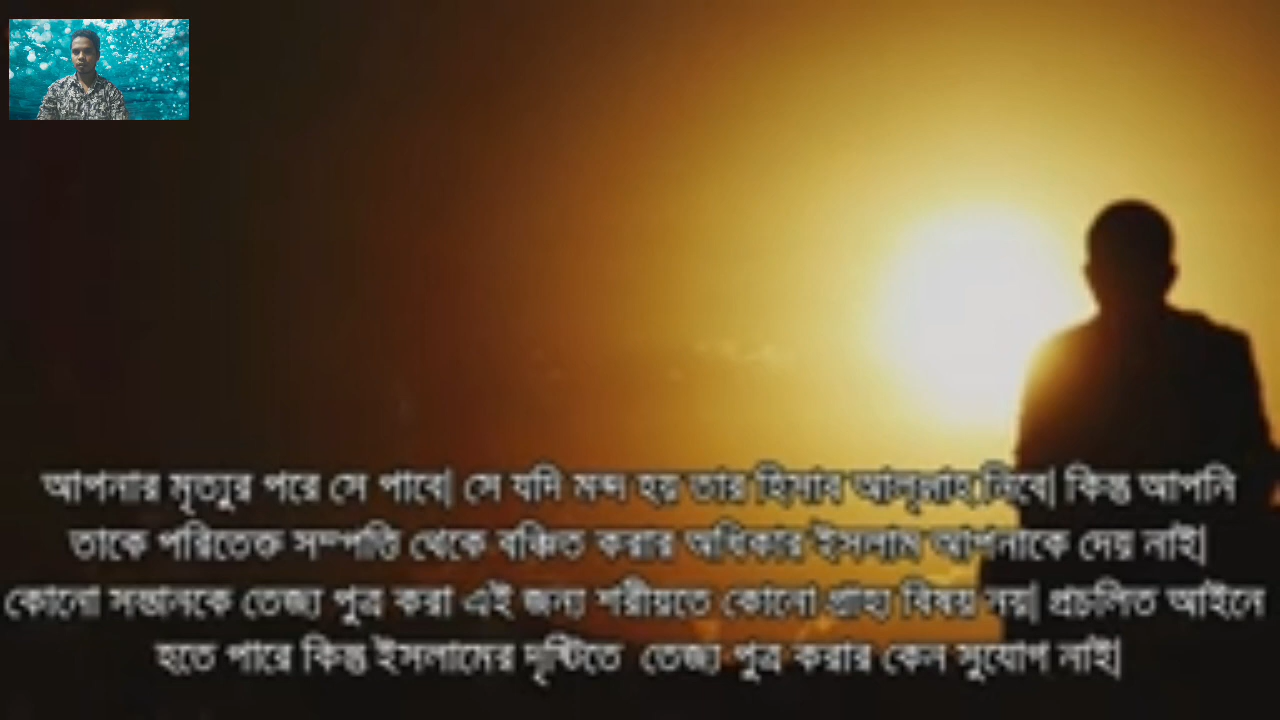 আপনার মৃত্যুর পরে সে পাবে| সে যদি মন্দ হয় তার হিসাব আল্লাহ নিবে| কিন্তু আপনি
তাকে পরিতেক্ত সম্পত্তি থেকে বঞ্চিত করার অধিকার ইসলাম আপনাকে দেয় নাই|
কোনো সন্তানকে তেজ্য পুত্র করা এই জন্য শরীয়তে কোনো গ্রাহ্য বিষয় নয়| প্রচলিত আইনে
হতে পারে কিন্তু ইসলামের দৃষ্টিতে তেজ্য পুত্র করার কেন সুযোগ নাই|